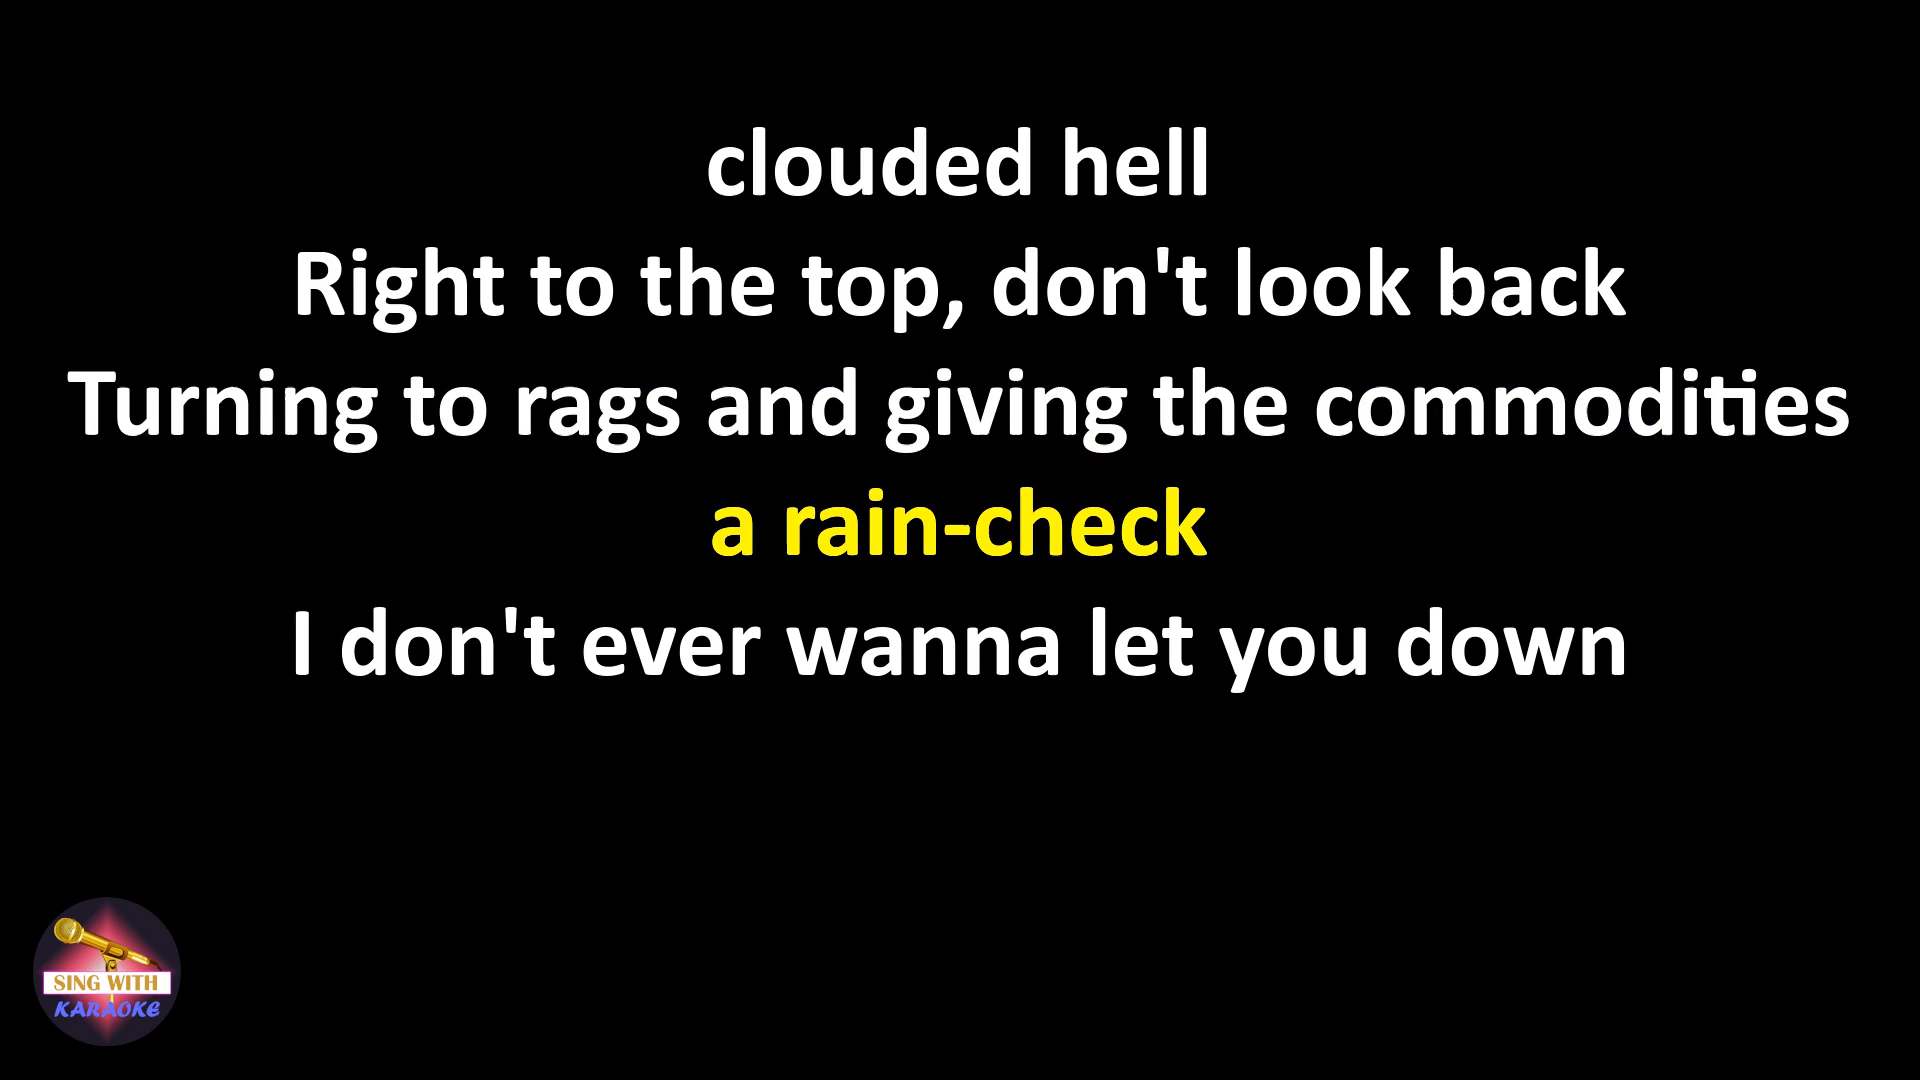 clouded hell
Right to the top, don't look back
Turning to rags and giving the commodities
a rain-check
I don't ever wanna let you down
SING WITH
KARAOKE